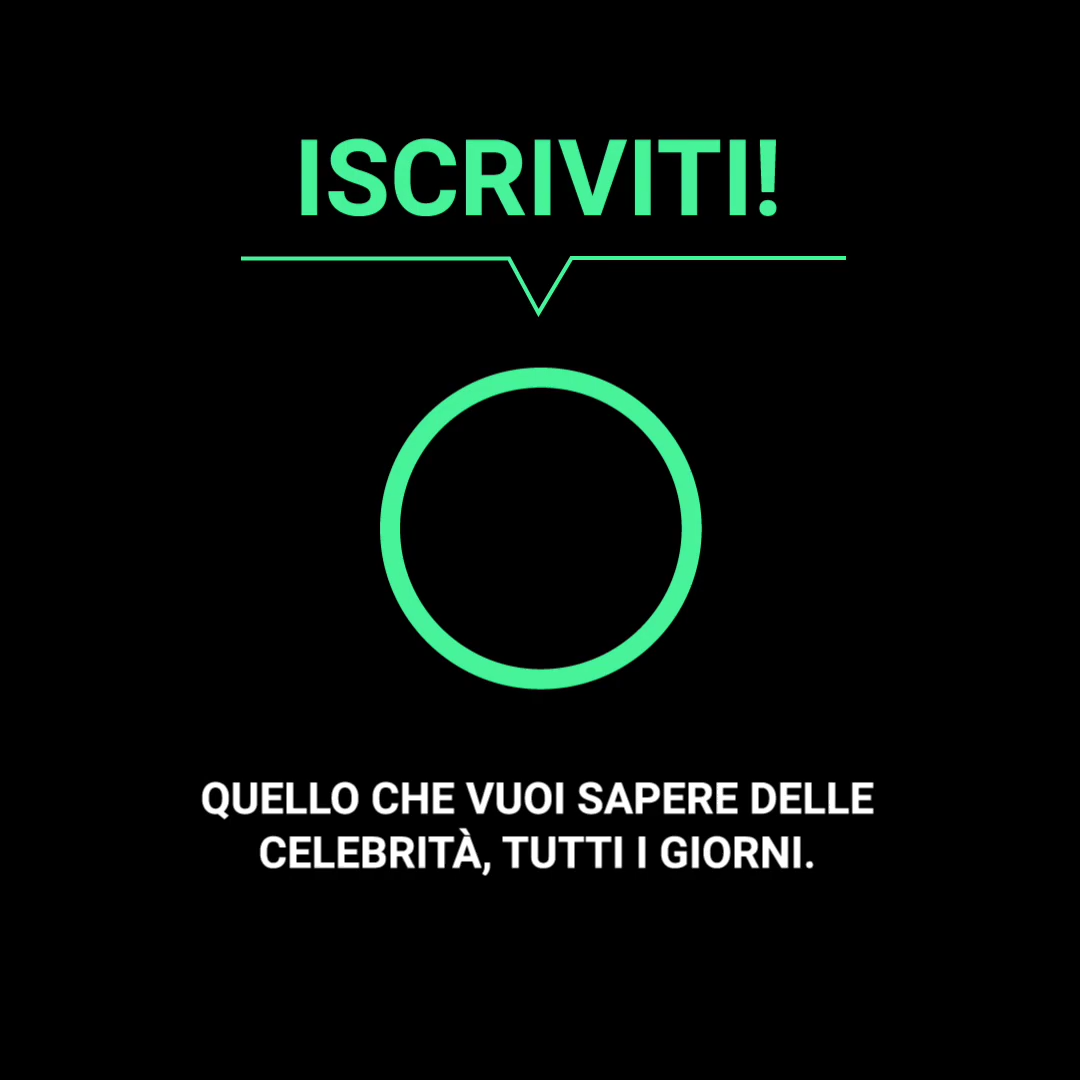 ISCRIVITI!
QUELLO CHE VUOI SAPERE DELLE
CELEBRITÀ, TUTTI I GIORNI.